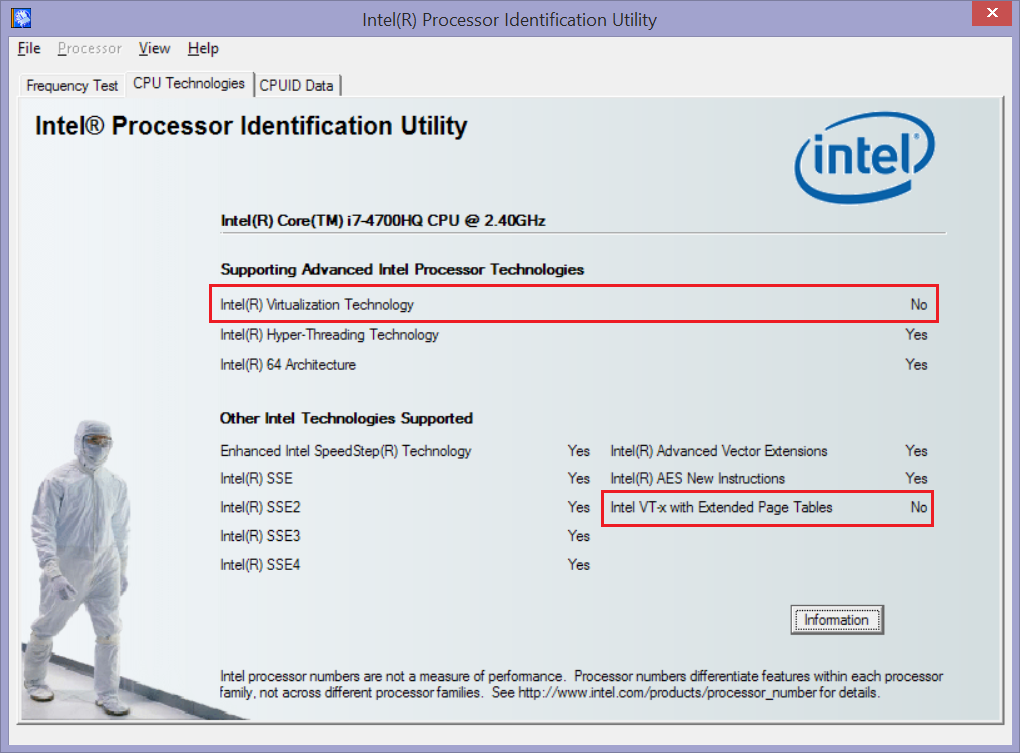 Intel(R) Processor Identification Utility
File Processor View Help
Frequency Test CPU Technologies CPUID Data
Intel® Processor Identification Utility
intel
Intel(R) Core(TM) i7-4700HQ CPU @ 2.40GHz
Supporting Advanced Intel Processor Technologies
Intel(R) Virtualization Technology No
Intel(R) Hyper-Threading Technology Yes
Intel(R) 64 Architecture Yes
Other Intel Technologies Supported
Enhanced Intel SpeedStep(R) Technology Yes Intel(R) Advanced Vector Extensions Yes
Intel(R) SSE Yes Intel(R) AES New Instructions Yes
Intel(R) SSE2 Yes Intel VT-x with Extended Page Tables No
Intel(R) SSE3 Yes
Intel(R) SSE4 Yes
Information
Intel processor numbers are not a measure of perfomance. Processor numbers differentiate features within each processor
family, not across different processor families. See http://www.intel.com/products/processor_number for details.